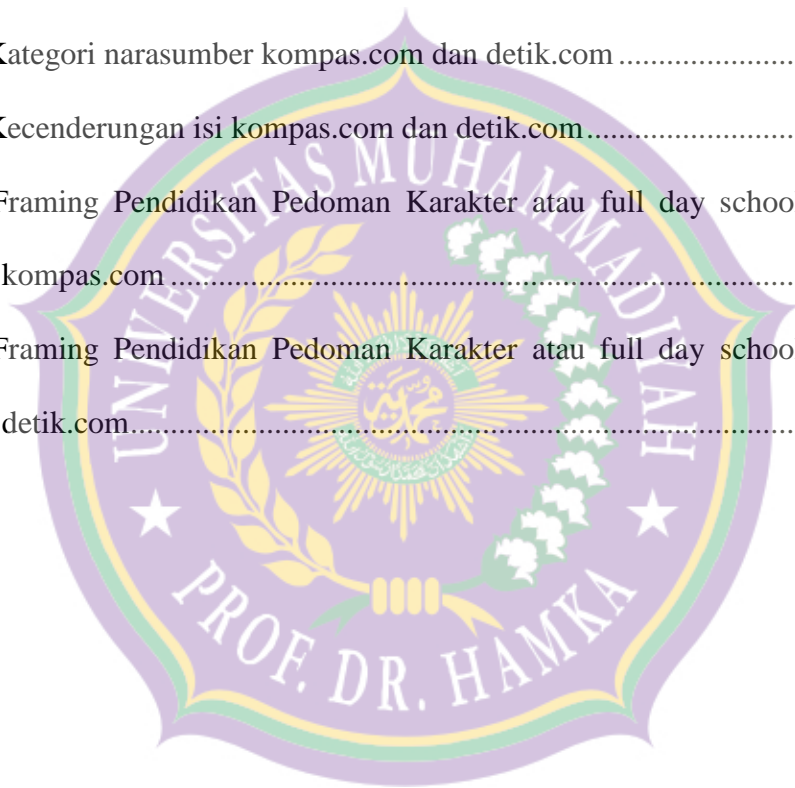 Kategori narasumber kompas.com dan detik.com ......................
Kecenderungan isi kompas.com dan detik.com ..........................
Framing Pendidikan Pedoman Karakter atau full day schoo
kompas.com ..............................................................................
Framing Pendidikan Pedoman Karakter atau full day schoo
detik.com...................................................................................
UNIVERSITAS MUHAMMADIYAH
PROF. DR. HAMKA
محمدية